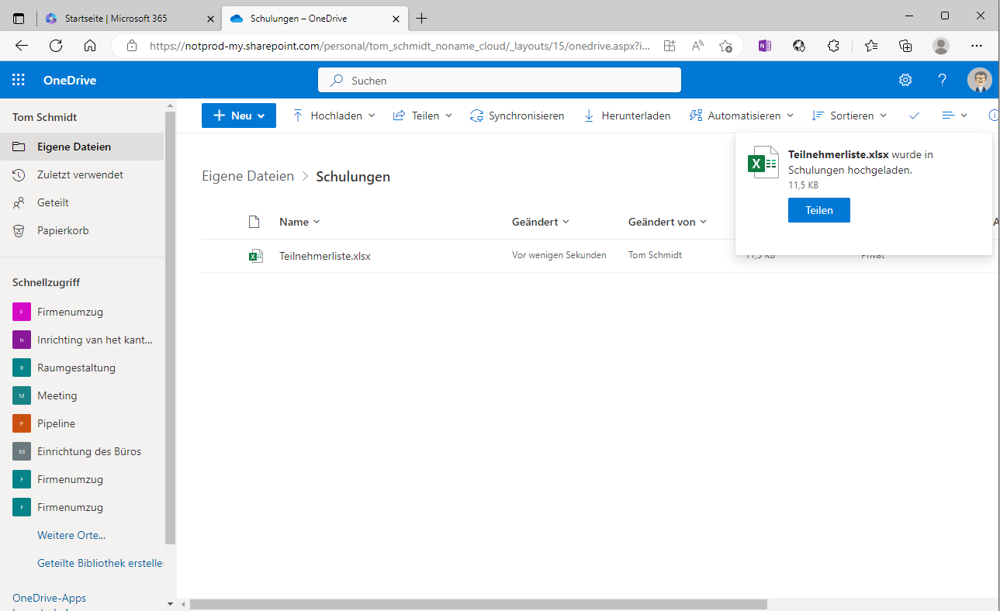 Startseite | Microsoft 365
Schulungen – OneDrive
https://notprod-my.sharepoint.com/personal/tom_schmidt_noname_cloud/_layouts/15/onedrive.aspx?i...
OneDrive
Suchen
Tom Schmidt
Eigene Dateien
Zuletzt verwendet
Geteilt
Papierkorb
Schnellzugriff
F Firmenumzug
Iv Inrichting van het kant...
R Raumgestaltung
M Meeting
P Pipeline
Ed Einrichtung des Büros
F Firmenumzug
F Firmenumzug
Weitere Orte...
Geteilte Bibliothek erstellen
OneDrive-Apps
Neu Hochladen Teilen Synchronisieren Herunterladen Automatisieren Sortieren
Eigene Dateien > Schulungen
Name Geändert Geändert von
Teilnehmerliste.xlsx Vor wenigen Sekunden Tom Schmidt 11,5 KB Privat
Teilnehmerliste.xlsx wurde in
Schulungen hochgeladen.
11,5 KB
Teilen